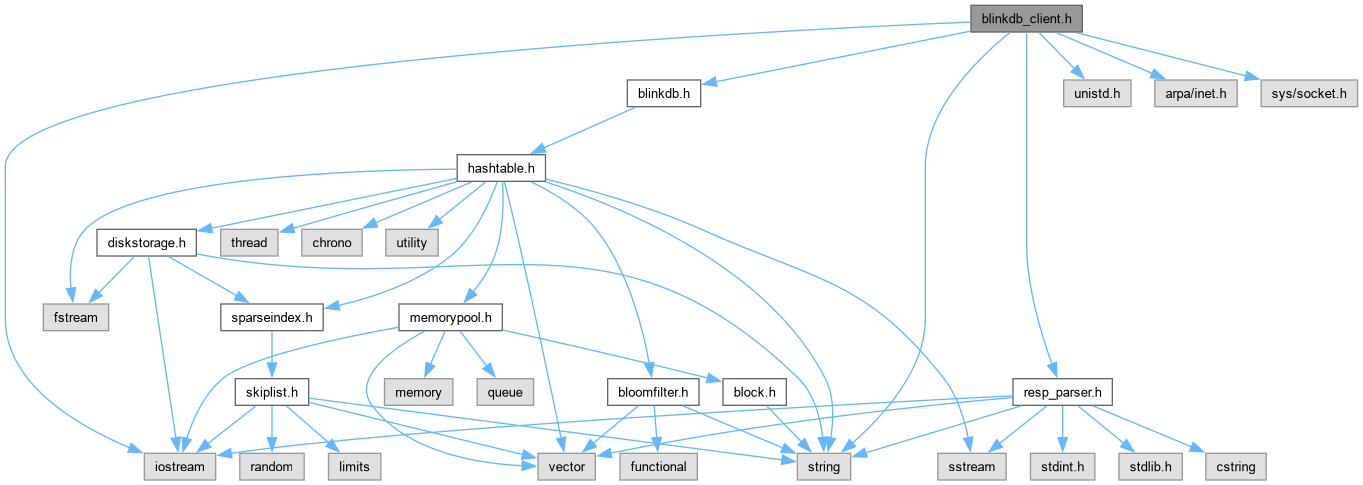 blinkdb_client.h
blinkdb.h
unistd.h
arpa/inet.h
sys/socket.h
hashtable.h
diskstorage.h
thread
chrono
utility
fstream
sparseindex.h
memorypool.h
skiplist.h
memory
queue
bloomfilter.h
block.h
resp_parser.h
iostream
random
limits
vector
functional
string
sstream
stdint.h
stdlib.h
cstring